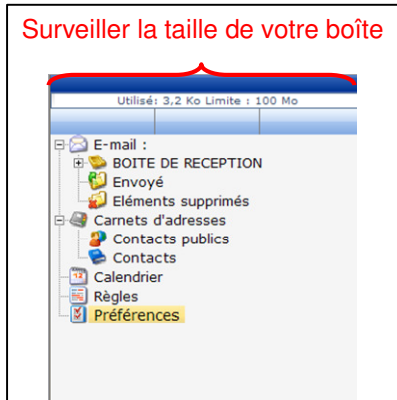 Surveiller la taille de votre boîte
Utilisé: 3,2 Ko Limite : 100 Mo
E-mail :
BOITE DE RECEPTION
Envoyé
Eléments supprimés
Carnets d'adresses
Contacts publics
Contacts
Calendrier
Règles
Préférences